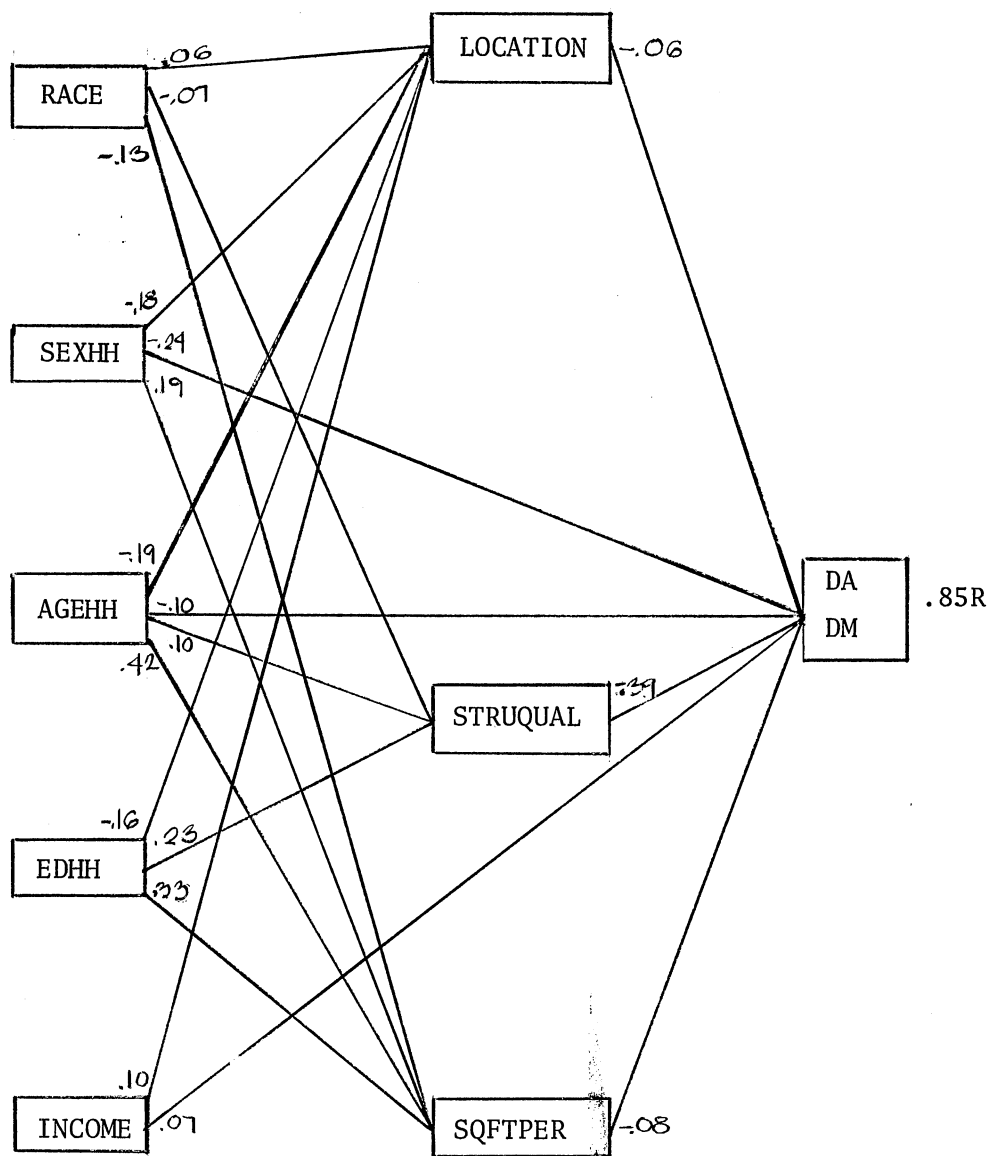 LOCATION
-.06
.06
RACE
-.07
-.13
-.18
SEXHH
-.24
.19
-.19
AGEHH
-.10
.10
.42
DA
DM
.85R
-.39
STRUQUAL
-.16
.23
EDHH
.33
.10
INCOME
.07
SQFTPER
-.08